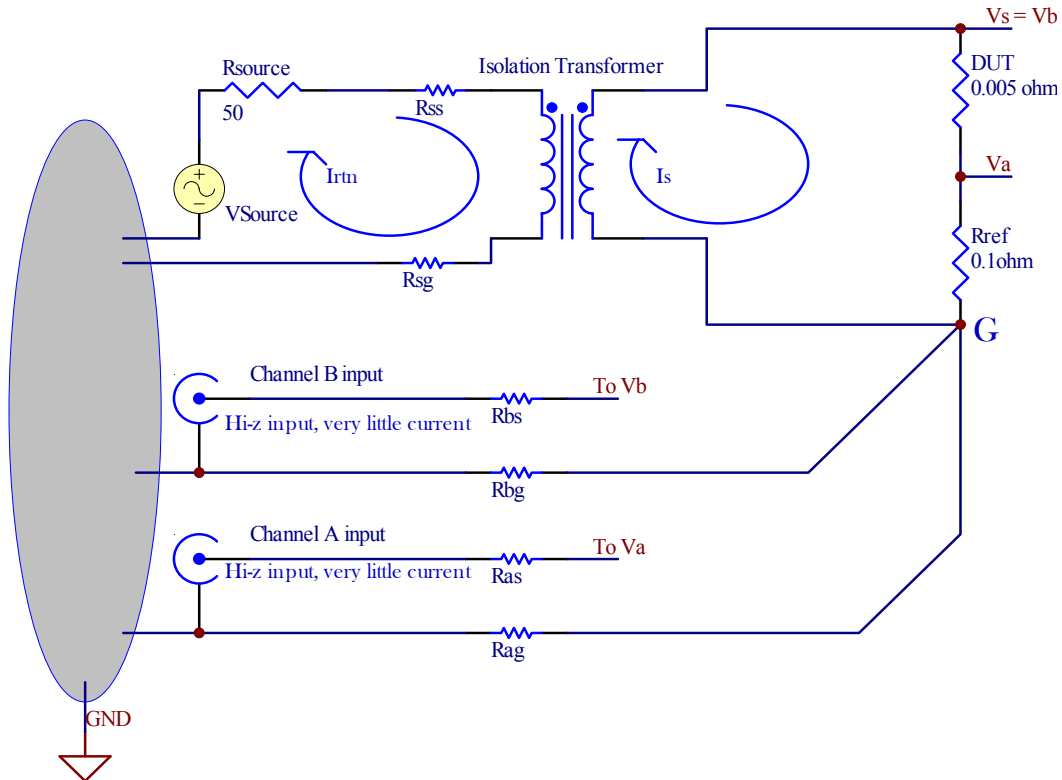 Vs = Vb
Rsource
50
Isolation Transformer
DUT
0.005 ohm
Rss
Irtn
Is
VSource
Va
Rsg
Rref
0.1ohm
G
Channel B input
To Vb
Hi-z input, very little current
Rbs
Rbg
Channel A input
To Va
Hi-z input, very little current
Ras
Rag
GND